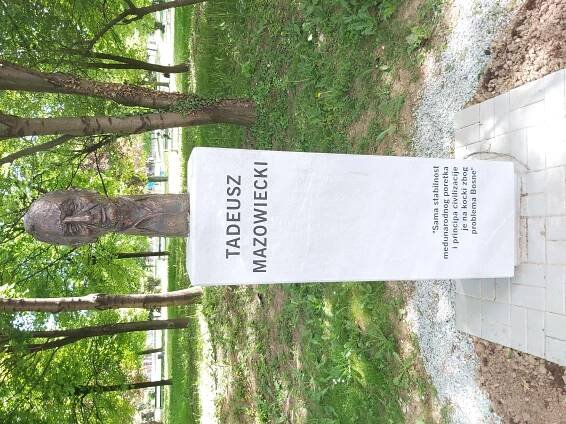 TADEUSZ
MAZOWIECKI
"Sama stabilnost
međunarodnog poretka
i principa civilizacije
je na kocki zbog
problema Bosne"